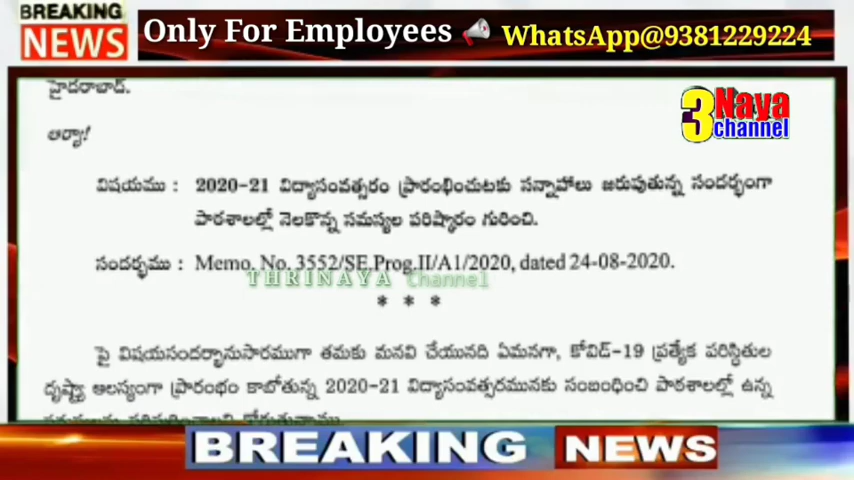 BREAKING
NEWS
Only For Employees 📢 WhatsApp@9381229224
హైదరాబాద్.
3Naya
channel
ఆర్యా!
విషయము : 2020-21 విద్యాసంవత్సరం ప్రారంభించుటకు సన్నాహాలు జరుపుతున్న సందర్భంగా
పాఠశాలల్లో నెలకొన్న సమస్యల పరిష్కారం గురించి.
సందర్భము : Memo. No. 3552/SE.Prog.II/A1/2020, dated 24-08-2020.
THRINAYA Channel
* * *
పై విషయసందర్భానుసారముగా తమకు మనవి చేయునది ఏమనగా, కోవిడ్-19 ప్రత్యేక పరిస్థితుల
దృష్ట్యా ఆలస్యంగా ప్రారంభం కాబోతున్న 2020-21 విద్యాసంవత్సరమునకు సంబంధించి పాఠశాలల్లో ఉన్న
BREAKING NEWS